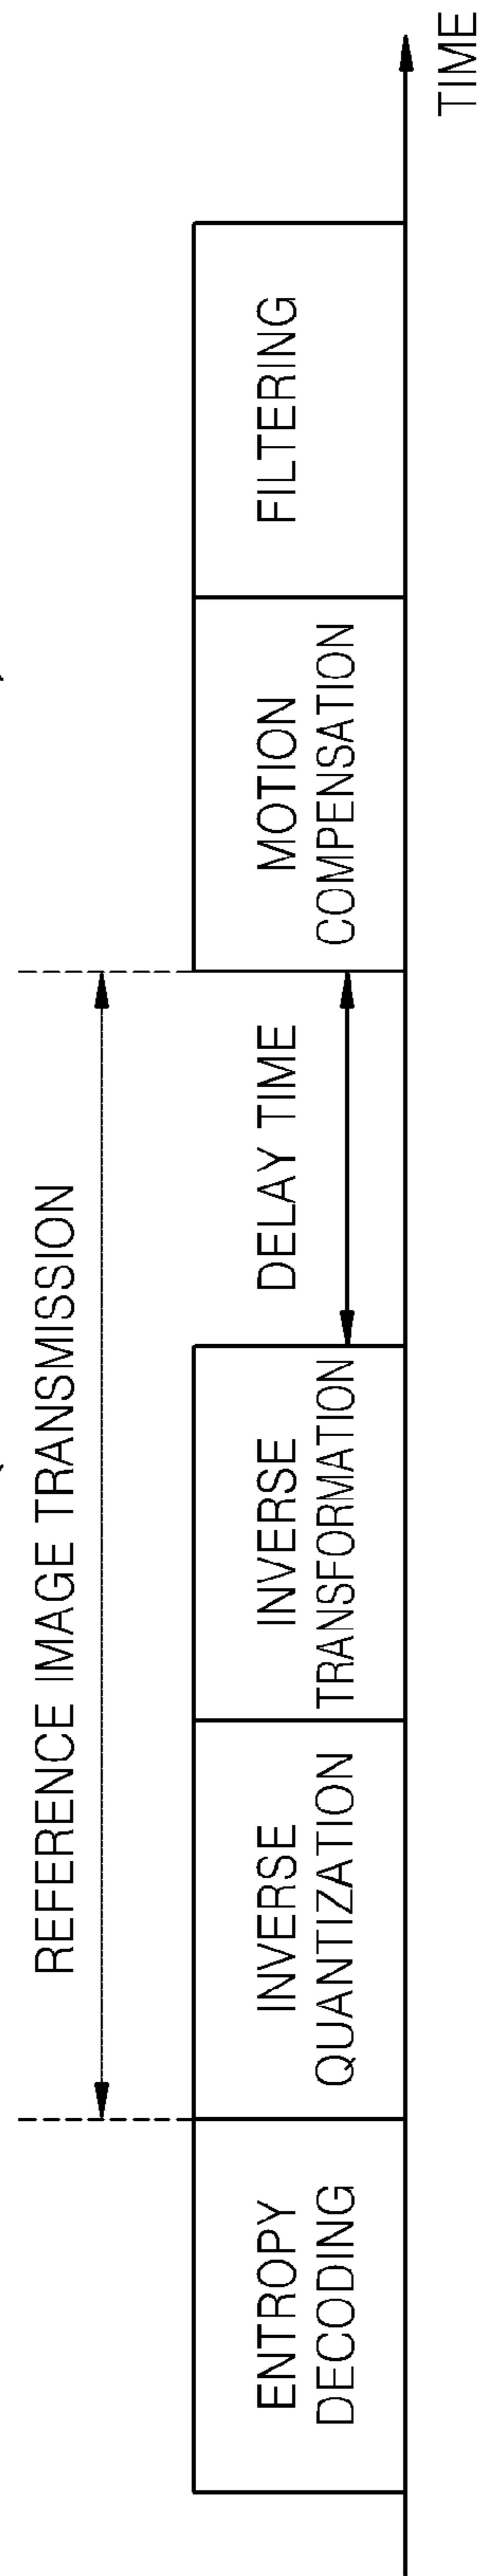 REFERENCE IMAGE TRANSMISSION
ENTROPY
DECODING
INVERSE
QUANTIZATION
INVERSE
TRANSFORMATION
DELAY TIME
MOTION
COMPENSATION
FILTERING
TIME